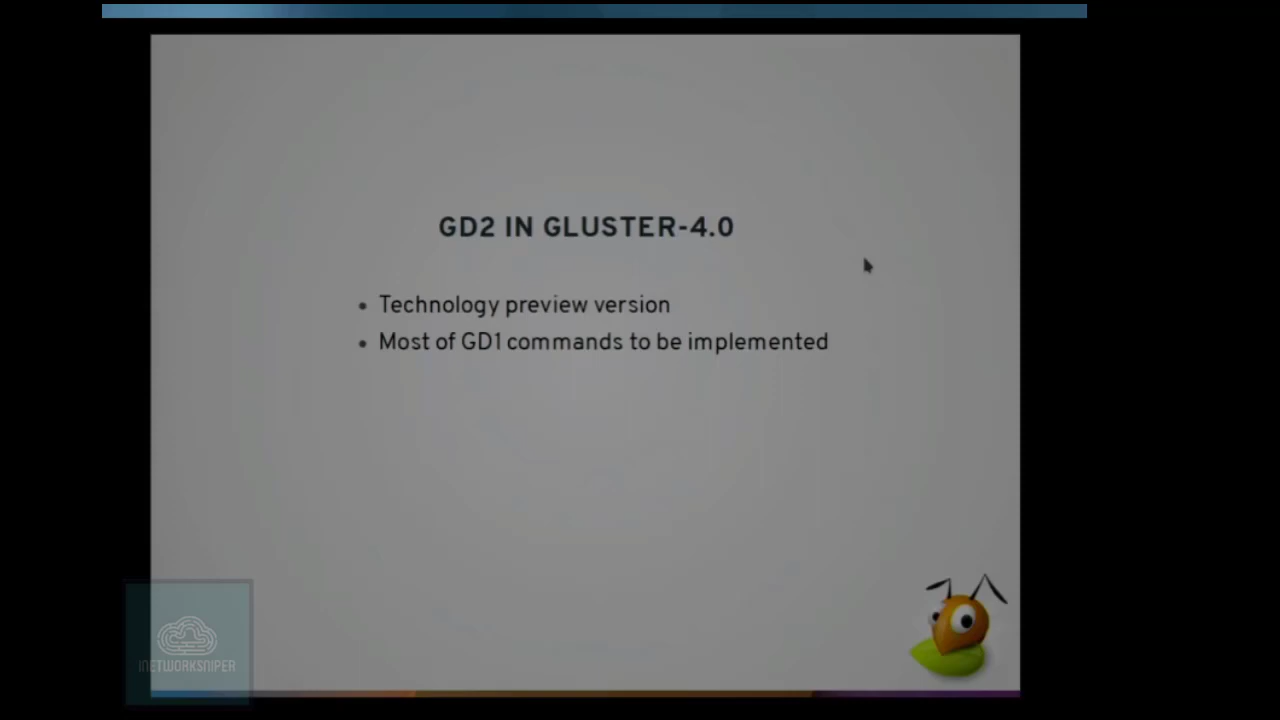 GD2 IN GLUSTER-4.0
Technology preview version
Most of GD1 commands to be implemented
INETWORKSNIPER